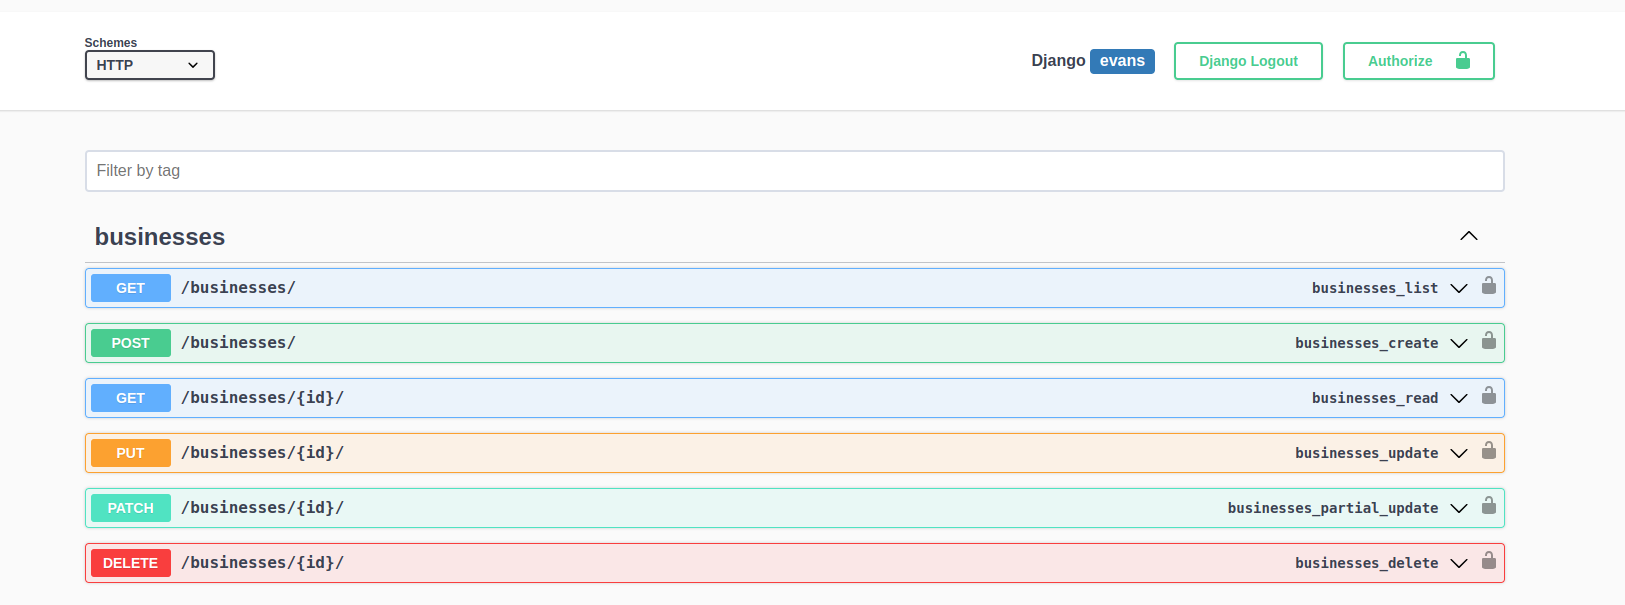 Schemes
HTTP
Django evans Django Logout Authorize
Filter by tag
businesses
GET /businesses/ businesses_list
POST /businesses/ businesses_create
GET /businesses/{id}/ businesses_read
PUT /businesses/{id}/ businesses_update
PATCH /businesses/{id}/ businesses_partial_update
DELETE /businesses/{id}/ businesses_delete